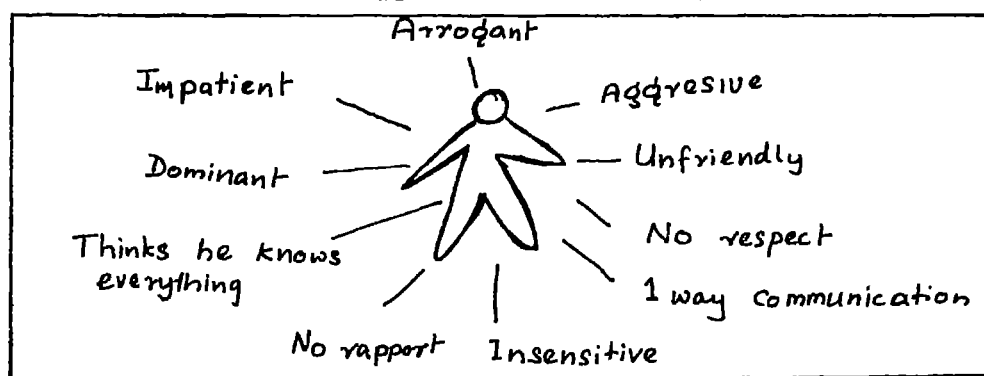 Arrogant
Impatient
Aggresive
Dominant
Unfriendly
Thinks he knows
everything
No respect
1 way communication
No rapport
Insensitive